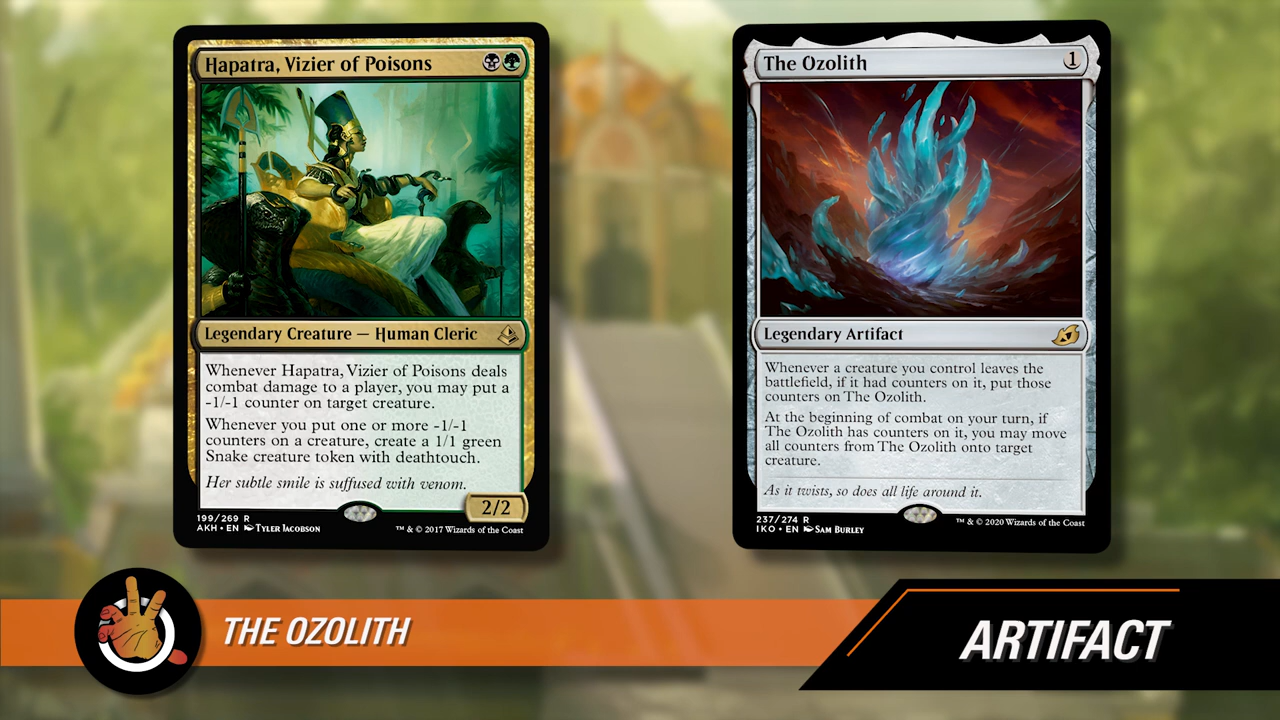 Hapatra, Vizier of Poisons
Legendary Creature — Human Cleric
Whenever Hapatra, Vizier of Poisons deals
combat damage to a player, you may put a
-1/-1 counter on target creature.
Whenever you put one or more -1/-1
counters on a creature, create a 1/1 green
Snake creature token with deathtouch.
Her subtle smile is suffused with venom.
2/2
199/269 R
AKH • EN Tyler Jacobson
™ & © 2017 Wizards of the Coast
The Ozolith
1
Legendary Artifact
Whenever a creature you control leaves the
battlefield, if it had counters on it, put those
counters on The Ozolith.
At the beginning of combat on your turn, if
The Ozolith has counters on it, you may move
all counters from The Ozolith onto target
creature.
As it twists, so does all life around it.
237/274 R
IKO • EN Sam Burley
™ & © 2020 Wizards of the Coast
THE OZOLITH
ARTIFACT